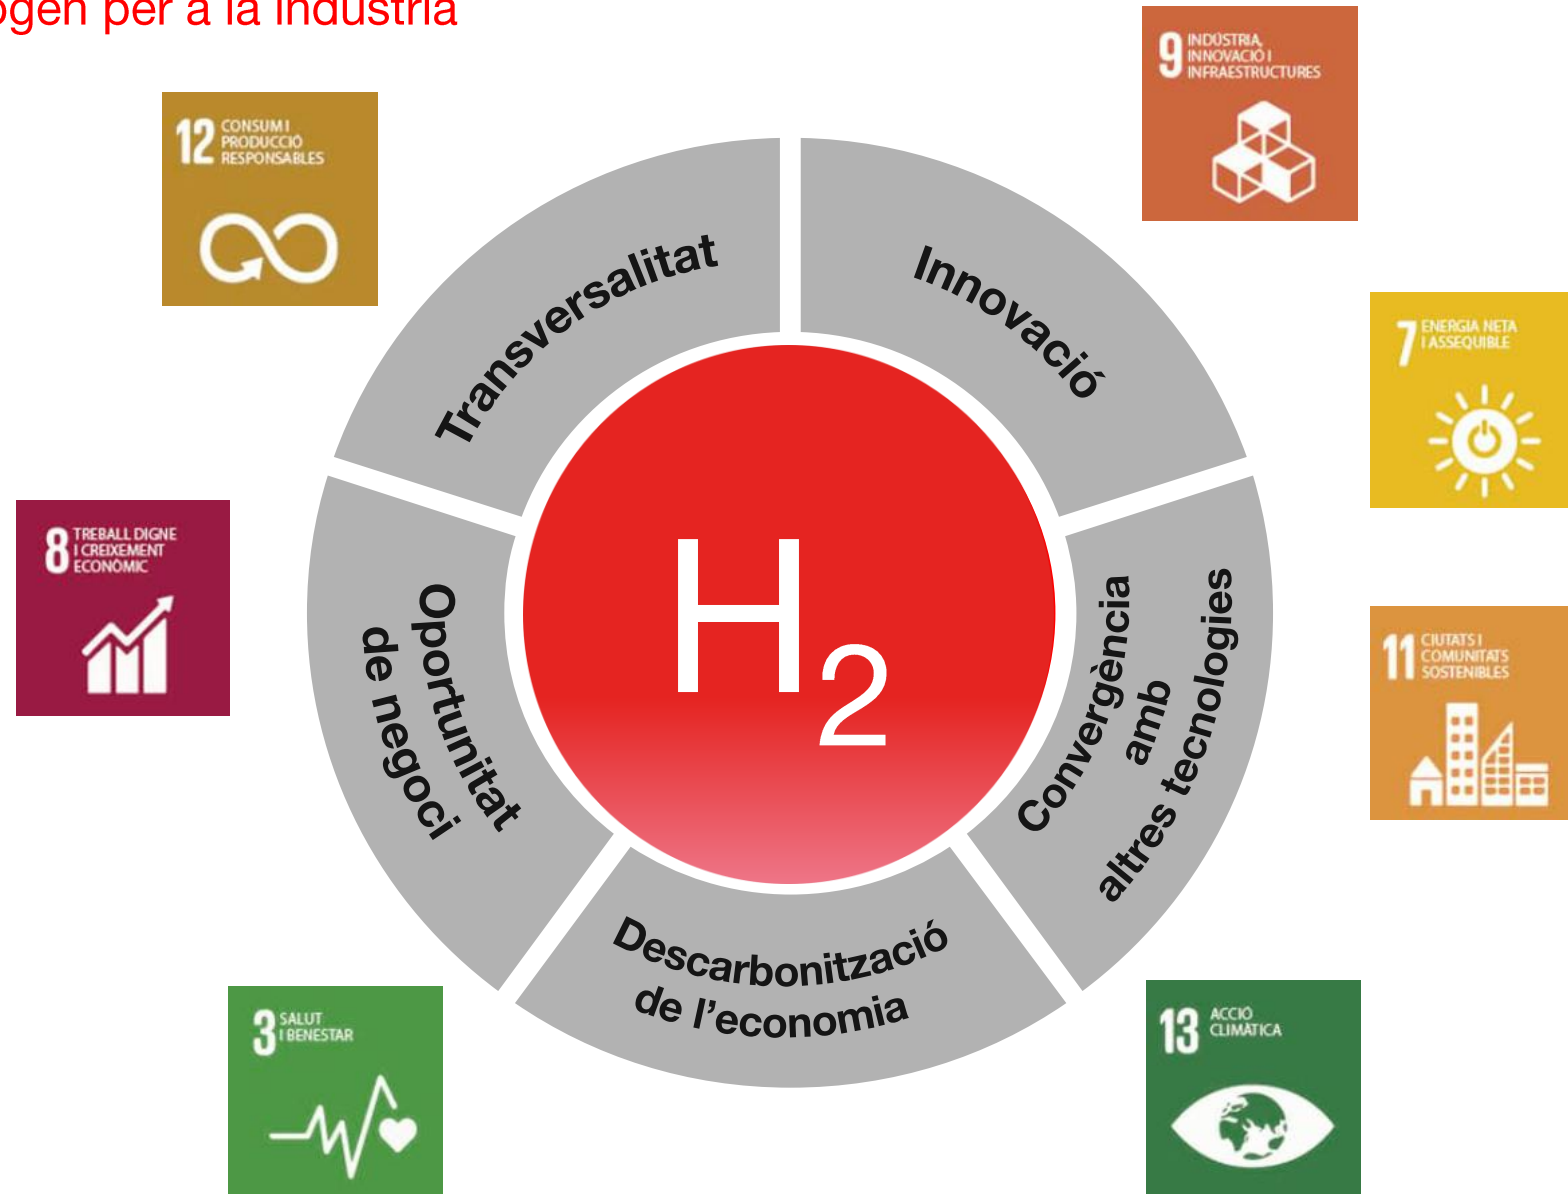 ogen per a la indústria
9 INDÚSTRIA,
INNOVACIÓ I
INFRAESTRUCTURES
12 CONSUM I
PRODUCCIÓ
RESPONSABLES
Transversalitat
Innovació
7 ENERGIA NETA
I ASSEQUIBLE
8 TREBALL DIGNE
I CREIXEMENT
ECONÒMIC
Oportunitat
de negoci
H2
Convergència
amb
altres tecnologies
11 CIUTATS I
COMUNITATS
SOSTENIBLES
Descarbonització
de l’economia
3 SALUT
I BENESTAR
13 ACCIÓ
CLIMÀTICA